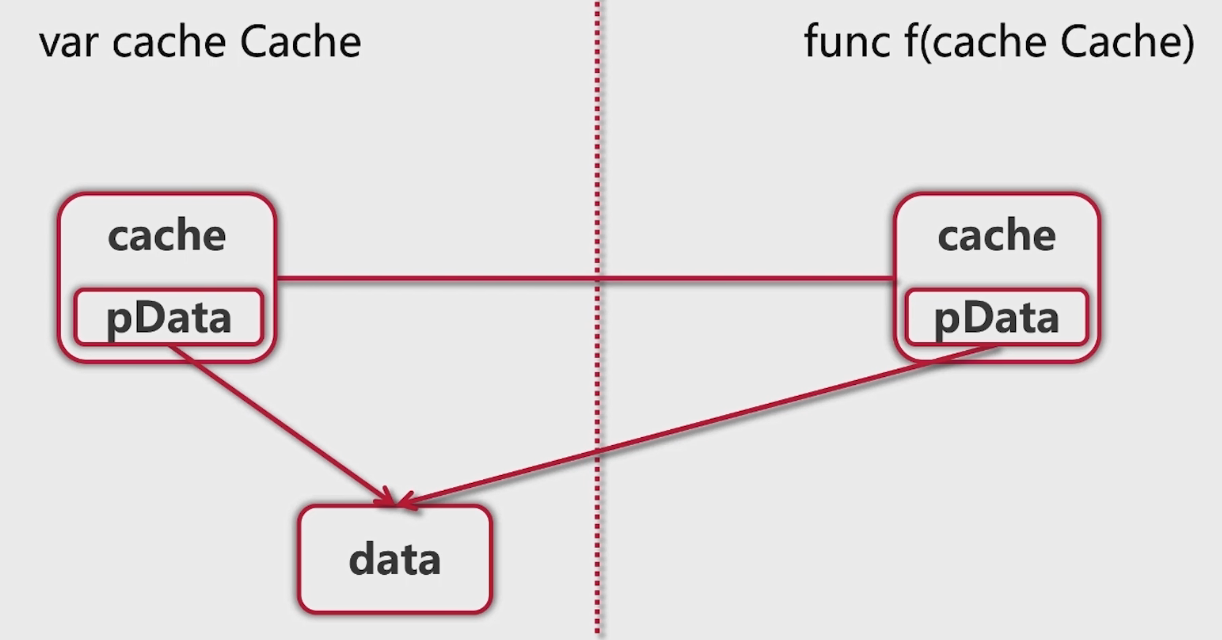 var cache Cache
func f(cache Cache)
cache
pData
cache
pData
data